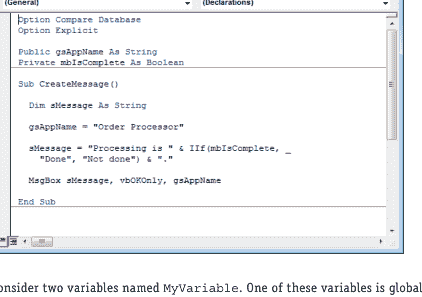 (General) (Declarations)
Option Compare Database
Option Explicit
Public gsAppName As String
Private mbIsComplete As Boolean
Sub CreateMessage()
Dim sMessage As String
gsAppName = "Order Processor"
sMessage = "Processing is " & IIf(mbIsComplete, _
"Done", "Not done") & "."
MsgBox sMessage, vbOKOnly, gsAppName
End Sub
onsider two variables named MyVariable. One of these variables is global